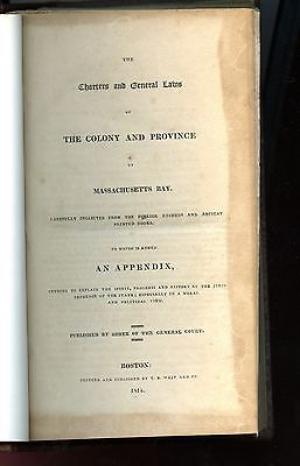 THE
Charters and General Laws
OF
THE COLONY AND PROVINCE
OF
MASSACHUSETTS BAY.
CAREFULLY COLLECTED FROM THE PUBLICK RECORDS AND ANCIENT
PRINTED BOOKS.
TO WHICH IS ADDED
AN APPENDIX,
TENDING TO EXPLAIN THE SPIRIT, PROGRESS AND HISTORY OF THE JURIS-
PRUDENCE OF THE STATE; ESPECIALLY IN A MORAL
AND POLITICAL VIEW.
PUBLISHED BY ORDER OF THE GENERAL COURT.
BOSTON:
PRINTED AND PUBLISHED BY T. B. WAIT AND CO.
1814.